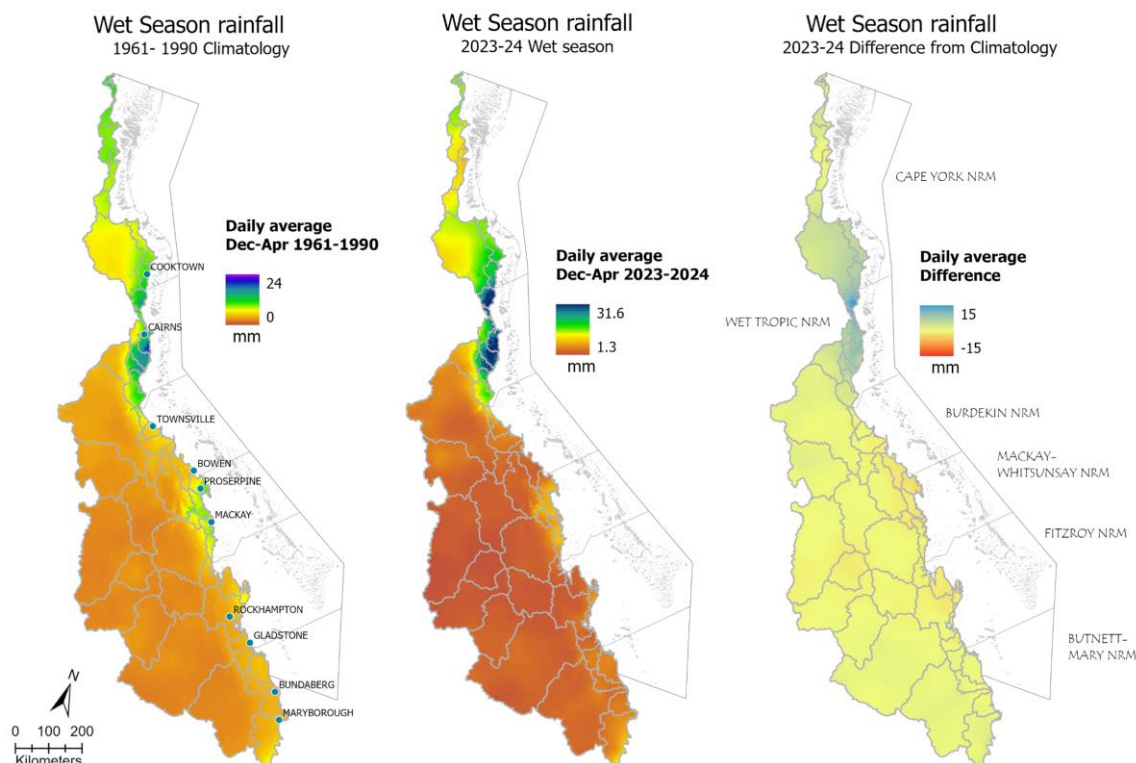 Wet Season rainfall
1961- 1990 Climatology
Daily average
Dec-Apr 1961-1990
24
0
mm
COOKTOWN
CAIRNS
TOWNSVILLE
BOWEN
PROSERPINE
MACKAY
ROCKHAMPTON
GLADSTONE
BUNDABERG
MARYBOROUGH
N
0 100 200
Kilometers
Wet Season rainfall
2023-24 Wet season
Daily average
Dec-Apr 2023-2024
31.6
1.3
mm
Wet Season rainfall
2023-24 Difference from Climatology
CAPE YORK NRM
WET TROPIC NRM
Daily average
Difference
15
-15
mm
BURDEKIN NRM
MACKAY-
WHITSUNSAY NRM
FITZROY NRM
BUTNETT-
MARY NRM